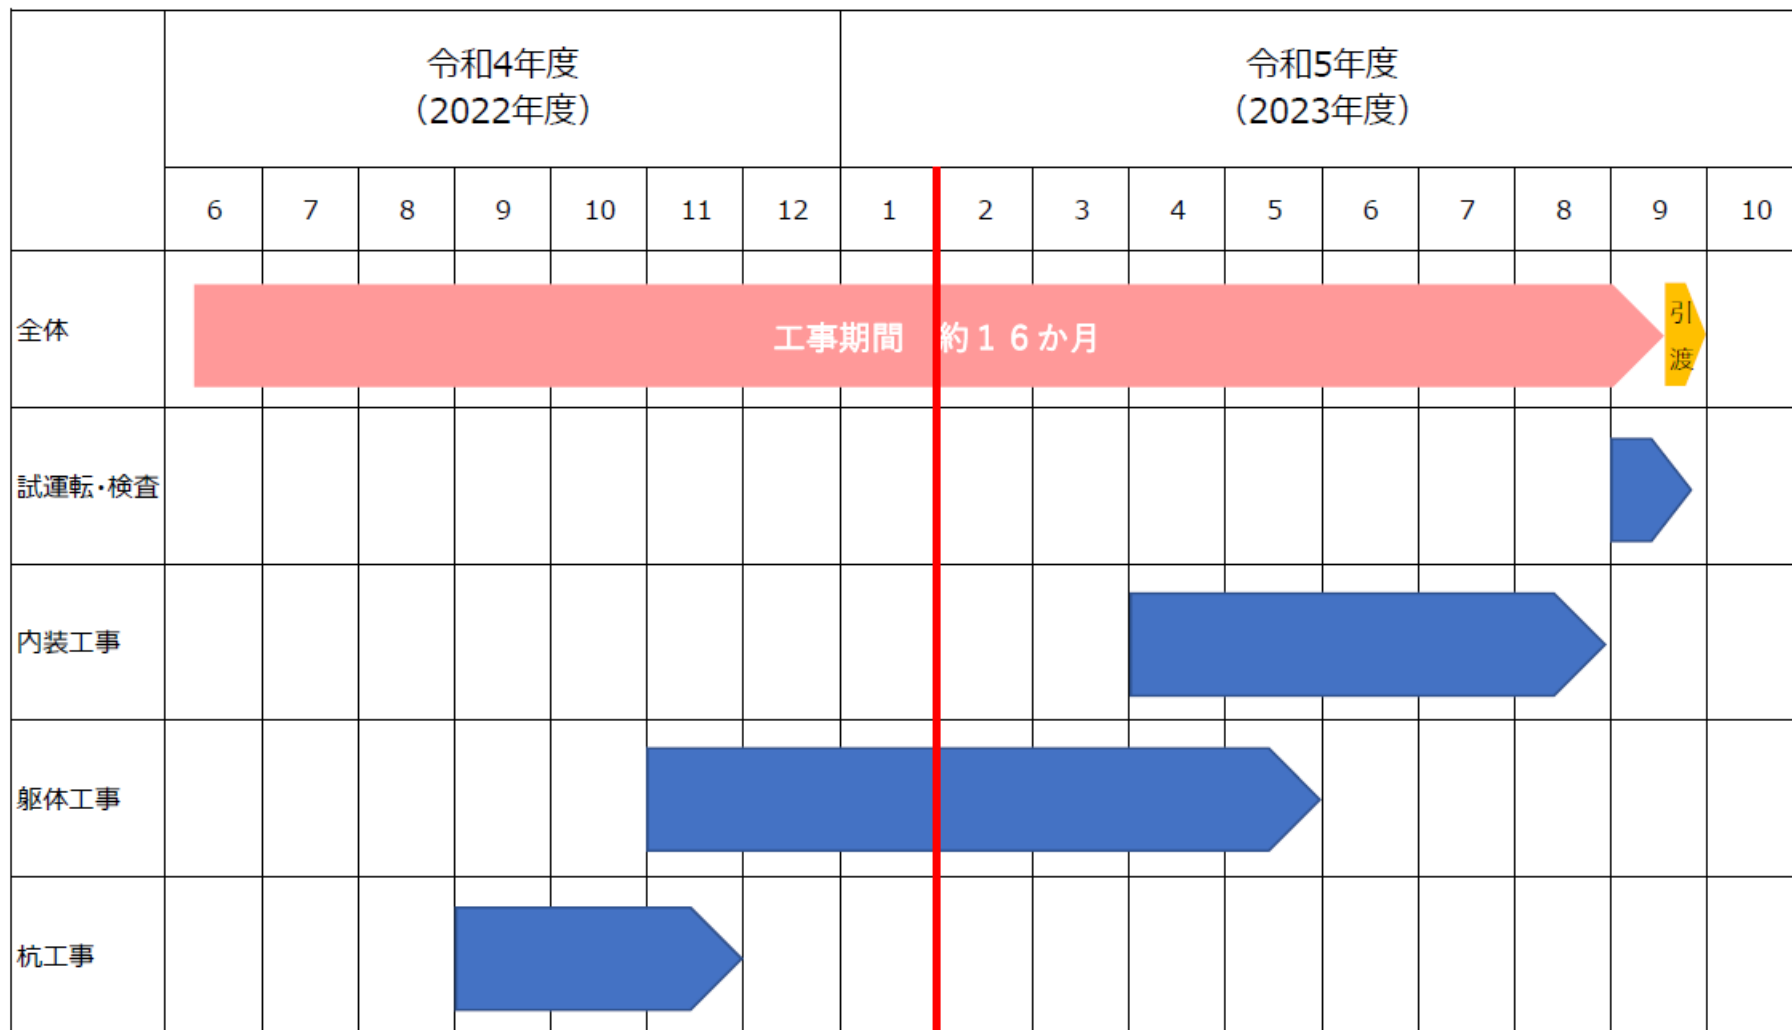 令和4年度
（2022年度）
令和5年度
（2023年度）
6 7 8 9 10 11 12 1 2 3 4 5 6 7 8 9 10
全体
工事期間　約１６か月
引
渡
試運転・検査
内装工事
躯体工事
杭工事